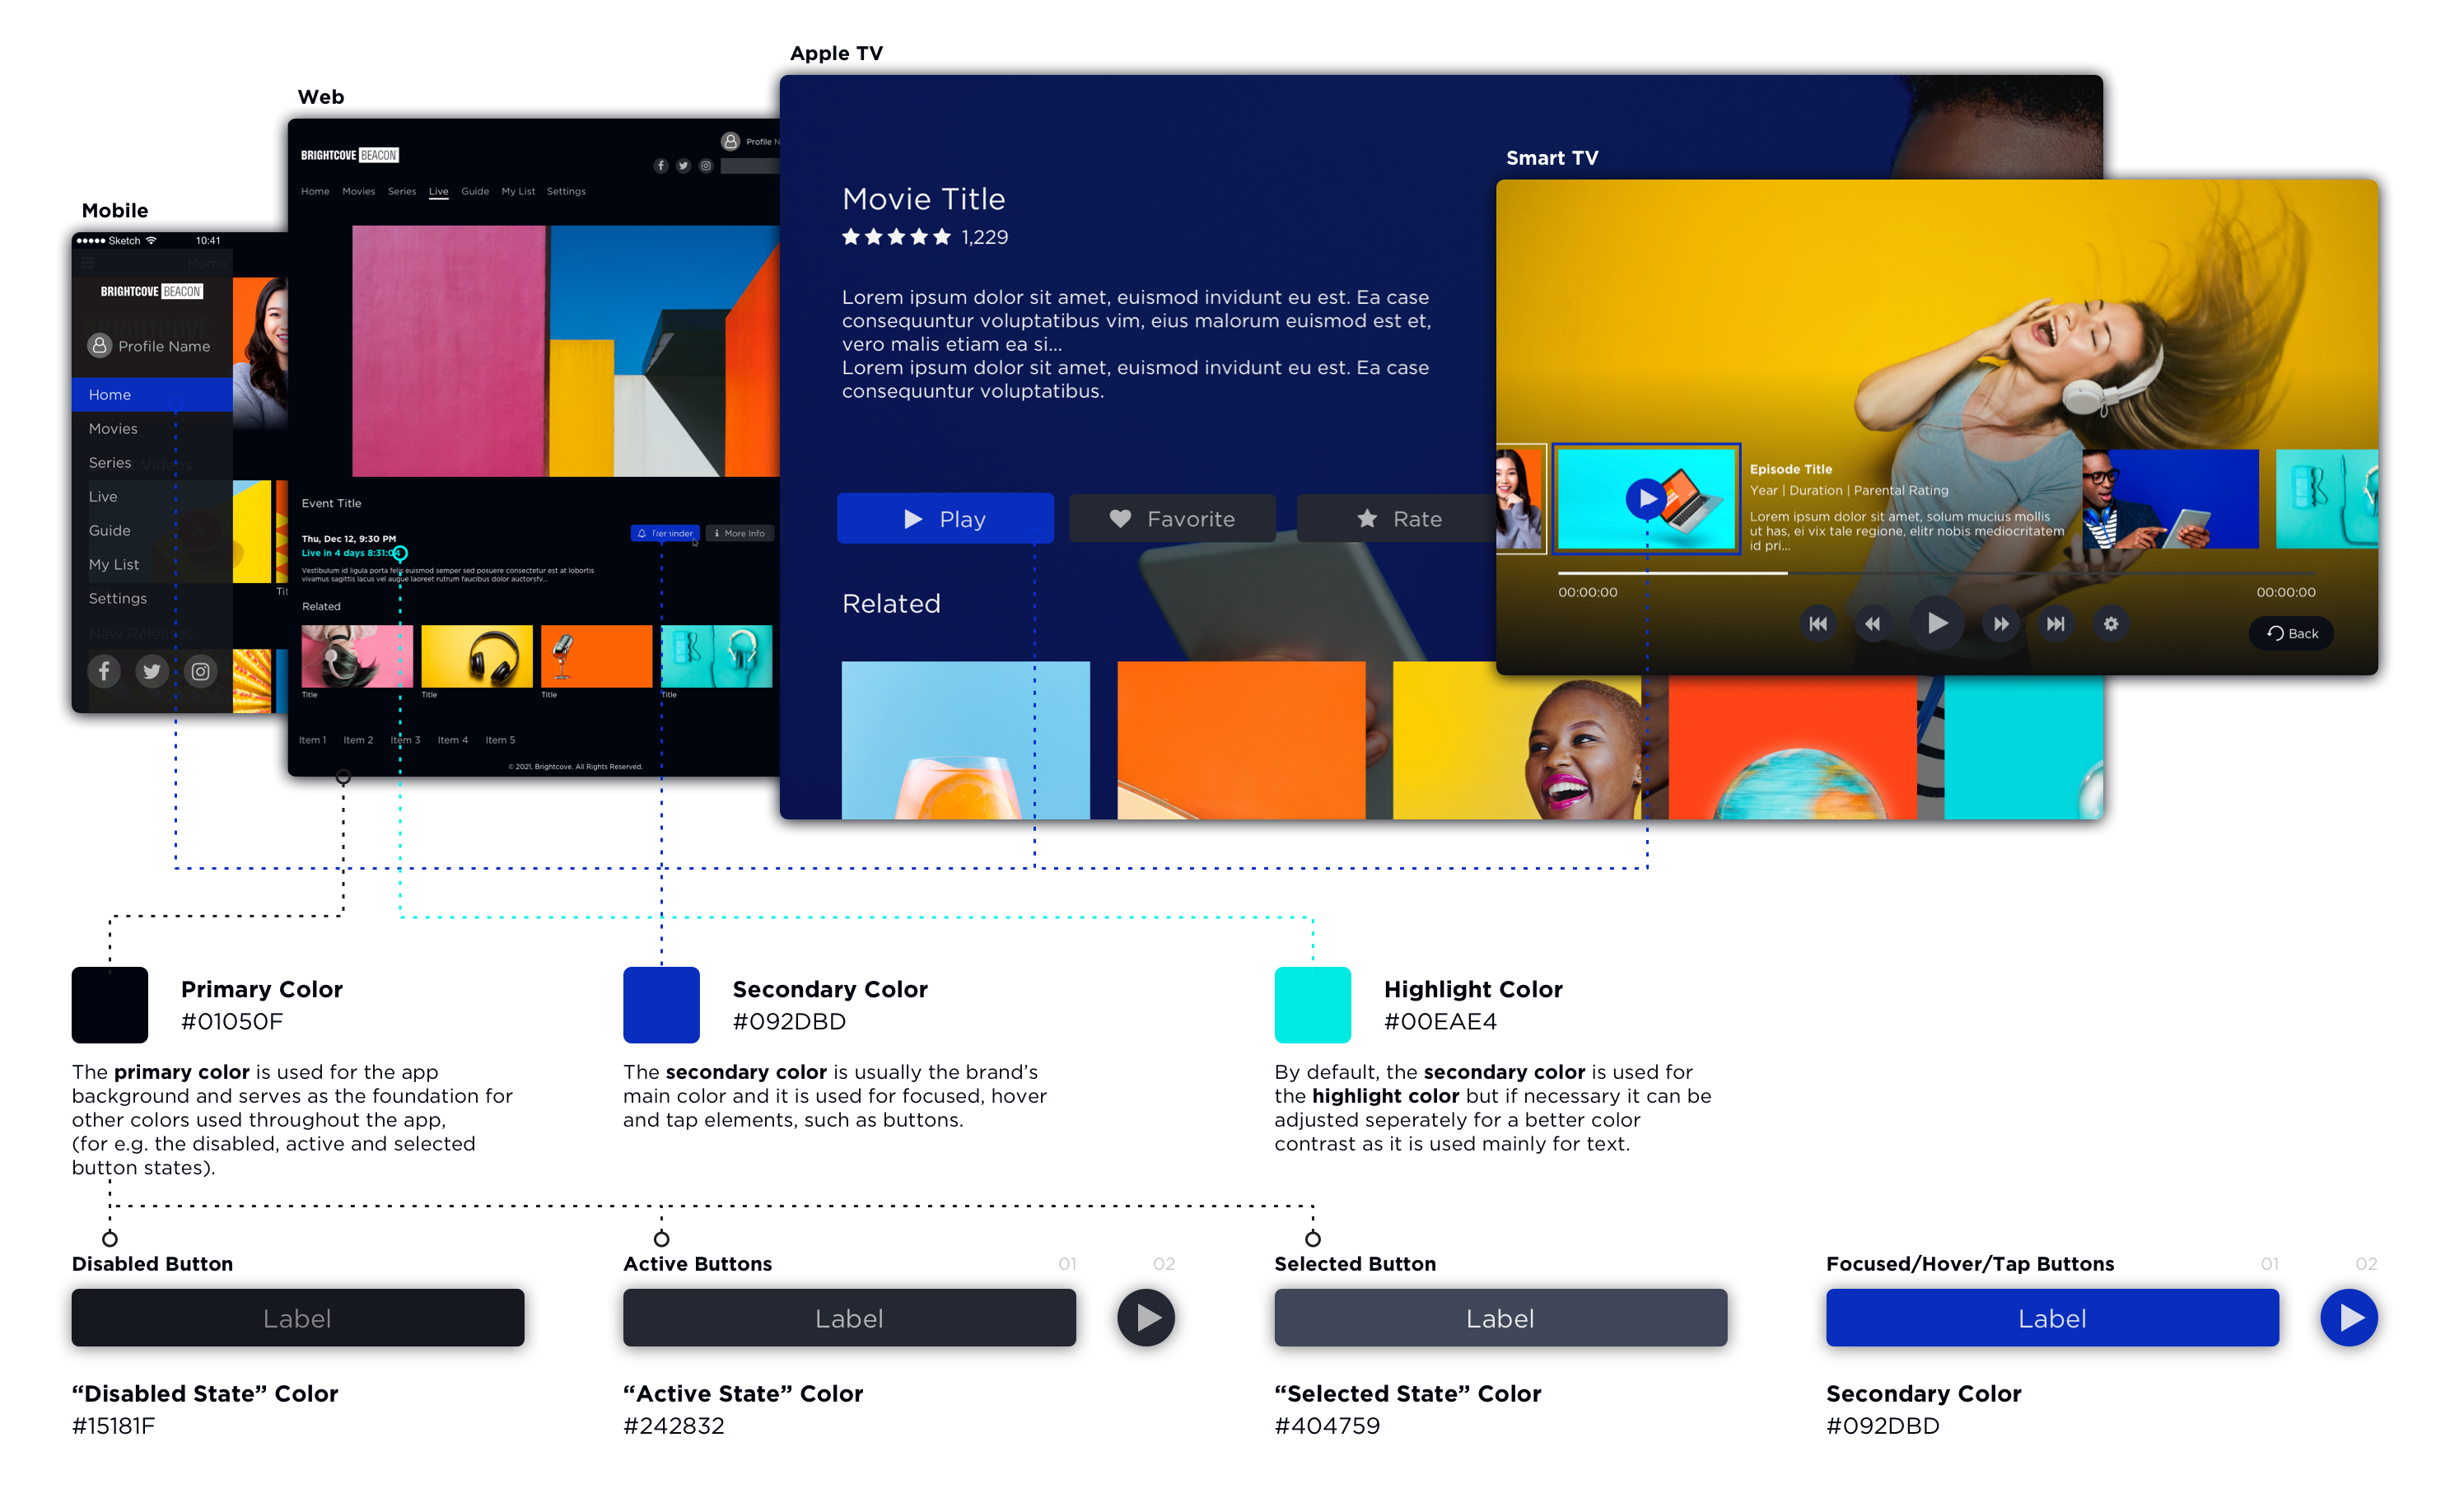 Apple TV
Web
Smart TV
Mobile
Sketch
10:41
Home
BRIGHTCOVE BEACON
Profile Name
Home
Movies
Series
Videos
Live
Guide
My List
Settings
New Releases
BRIGHTCOVE BEACON
Profile
Home Movies Series Live Guide My List Settings
Event Title
Thu, Dec 12, 9:30 PM
Live in 4 days 8:31:04
Reminder
More Info
Vestibulum id ligula porta felis euismod semper sed posuere consectetur est at lobortis
vivamus sagittis lacus vel augue laoreet rutrum faucibus dolor auctorsfv...
Related
Title
Title
Title
Title
Item 1 Item 2 Item 3 Item 4 Item 5
© 2021, Brightcove. All Rights Reserved.
Movie Title
1,229
Lorem ipsum dolor sit amet, euismod invidunt eu est. Ea case
consequuntur voluptatibus vim, eius malorum euismod est et,
vero malis etiam ea si...
Lorem ipsum dolor sit amet, euismod invidunt eu est. Ea case
consequuntur voluptatibus.
Play
Favorite
Rate
Related
Episode Title
Year | Duration | Parental Rating
Lorem ipsum dolor sit amet, solum mucius mollis
ut has, ei vix tale regione, elitr nobis mediocritatem
id pri...
00:00:00
00:00:00
Back
Primary Color
#01050F
The primary color is used for the app
background and serves as the foundation for
other colors used throughout the app,
(for e.g. the disabled, active and selected
button states).
Secondary Color
#092DBD
The secondary color is usually the brand's
main color and it is used for focused, hover
and tap elements, such as buttons.
Highlight Color
#00EAE4
By default, the secondary color is used for
the highlight color but if necessary it can be
adjusted seperately for a better color
contrast as it is used mainly for text.
Disabled Button
Label
“Disabled State” Color
#15181F
Active Buttons
01
02
Label
“Active State” Color
#242832
Selected Button
Label
“Selected State” Color
#404759
Focused/Hover/Tap Buttons
01
02
Label
Secondary Color
#092DBD